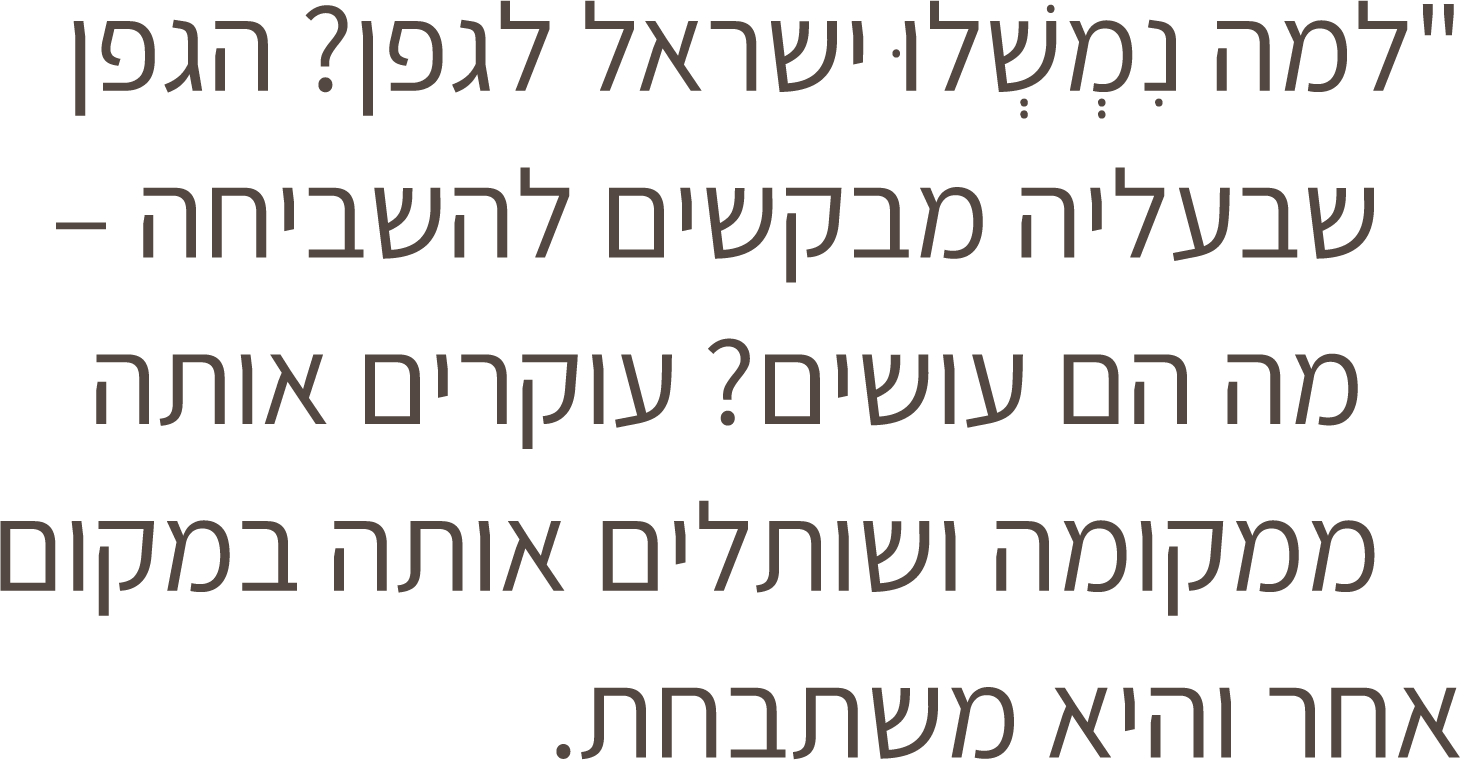 "למה נִמְשְׁלוּ ישראל לגפן? הגפן
שבעליה מבקשים להשביחה –
מה הם עושים? עוקרים אותה
ממקומה ושותלים אותה במקום
אחר והיא משתבחת.